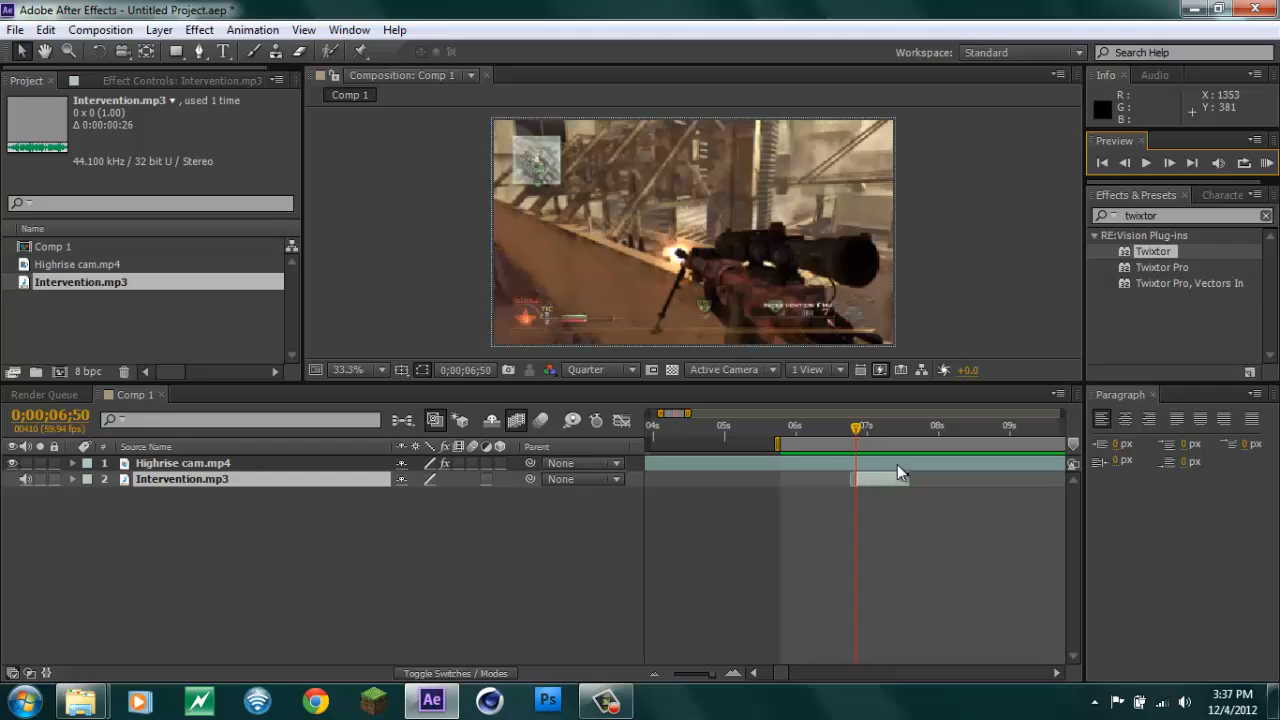 Adobe After Effects - Untitled Project.aep *
File Edit Composition Layer Effect Animation View Window Help
Workspace: Standard Search Help
Project Effect Controls: Intervention.mp3
Intervention.mp3 , used 1 time
0 x 0 (1.00)
Δ 0:00:00:26
44.100 kHz / 32 bit U / Stereo
Name
Comp 1
Highrise cam.mp4
Intervention.mp3
8 bpc
Composition: Comp 1
Comp 1
33.3% 0;00;06;50 Quarter Active Camera 1 View +0.0
Info Audio
R :
G :
B :
X : 1353
Y : 381
Preview
Effects & Presets Characte
twixtor
RE:Vision Plug-ins
Twixtor
Twixtor Pro
Twixtor Pro, Vectors In
Render Queue Comp 1
0;00;06;50
00410 (59.94 fps)
04s 05s 06s 07s 08s 09s
Source Name Parent
1 Highrise cam.mp4 None
2 Intervention.mp3 None
Toggle Switches / Modes
Paragraph
0 px 0 px 0 px
0 px 0 px
Ae Ps
3:37 PM
12/4/2012